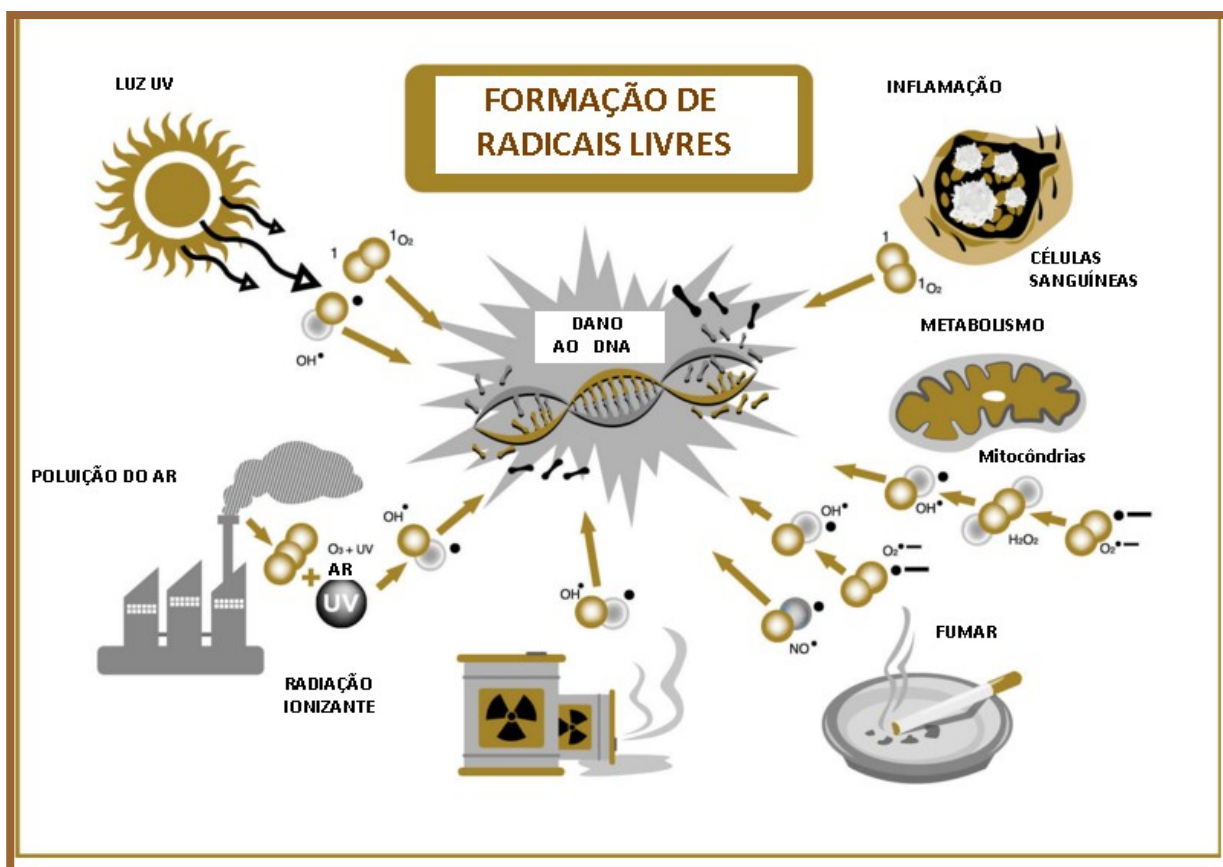 FORMAÇÃO DE
RADICAIS LIVRES
LUZ UV
1
¹O₂
OH•
INFLAMAÇÃO
CÉLULAS
SANGUÍNEAS
1
¹O₂
DANO
AO DNA
METABOLISMO
Mitocôndrias
OH•
H₂O₂
O₂•—
POLUIÇÃO DO AR
O₃ + UV
AR
UV
OH•
RADIAÇÃO
IONIZANTE
OH•
OH•
O₂•—
NO•
FUMAR